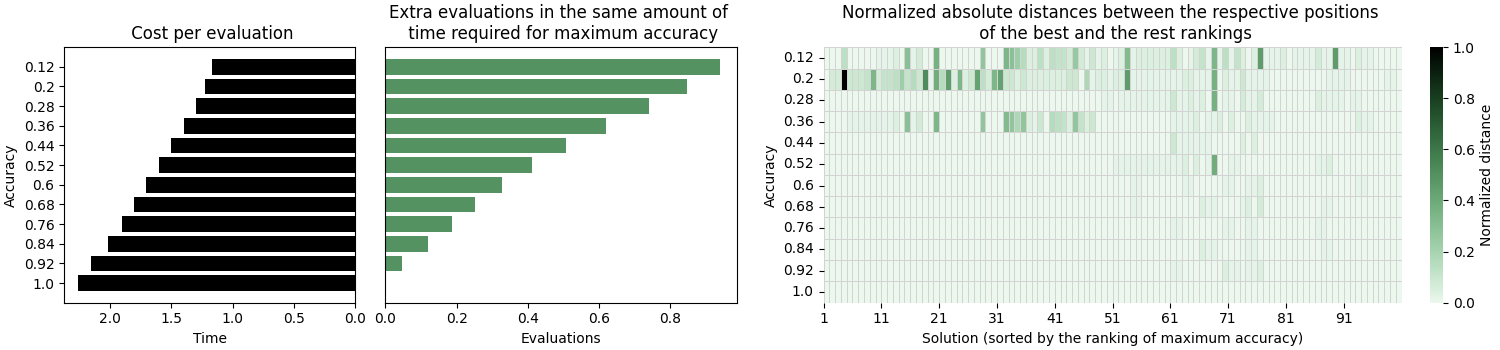 Cost per evaluation
Accuracy
0.12
0.2
0.28
0.36
0.44
0.52
0.6
0.68
0.76
0.84
0.92
1.0
2.0 1.5 1.0 0.5 0.0
Time
Extra evaluations in the same amount of
time required for maximum accuracy
0.0 0.2 0.4 0.6 0.8
Evaluations
Normalized absolute distances between the respective positions
of the best and the rest rankings
Accuracy
0.12
0.2
0.28
0.36
0.44
0.52
0.6
0.68
0.76
0.84
0.92
1.0
1 11 21 31 41 51 61 71 81 91
Solution (sorted by the ranking of maximum accuracy)
1.0
0.8
0.6
0.4
0.2
0.0
Normalized distance